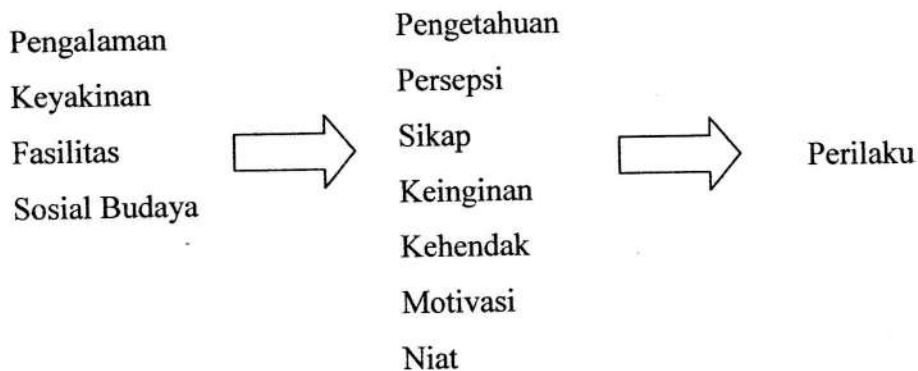 Pengalaman
Keyakinan
Fasilitas
Sosial Budaya
Pengetahuan
Persepsi
Sikap
Keinginan
Kehendak
Motivasi
Niat
Perilaku